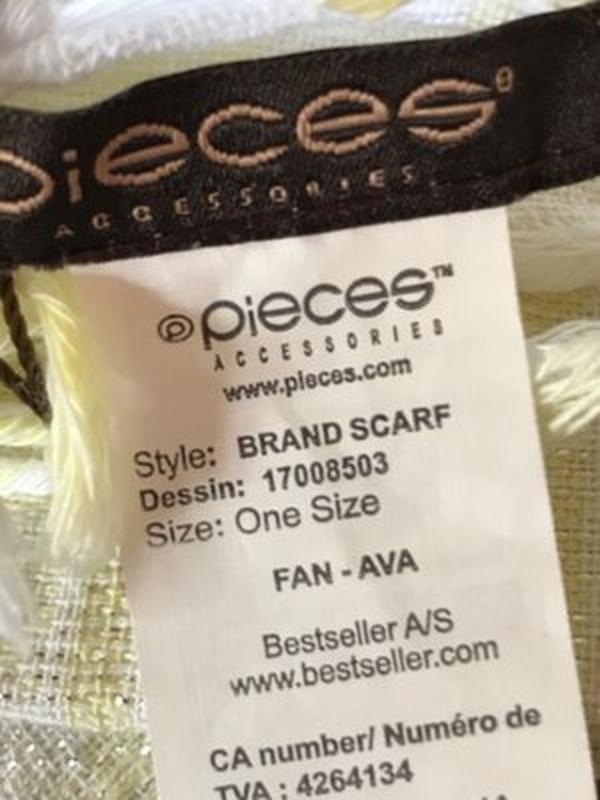 pieces®
ACCESSORIES
℗pieces™
ACCESSORIES
www.pieces.com
Style: BRAND SCARF
Dessin: 17008503
Size: One Size
FAN - AVA
Bestseller A/S
www.bestseller.com
CA number/ Numéro de
TVA : 4264134